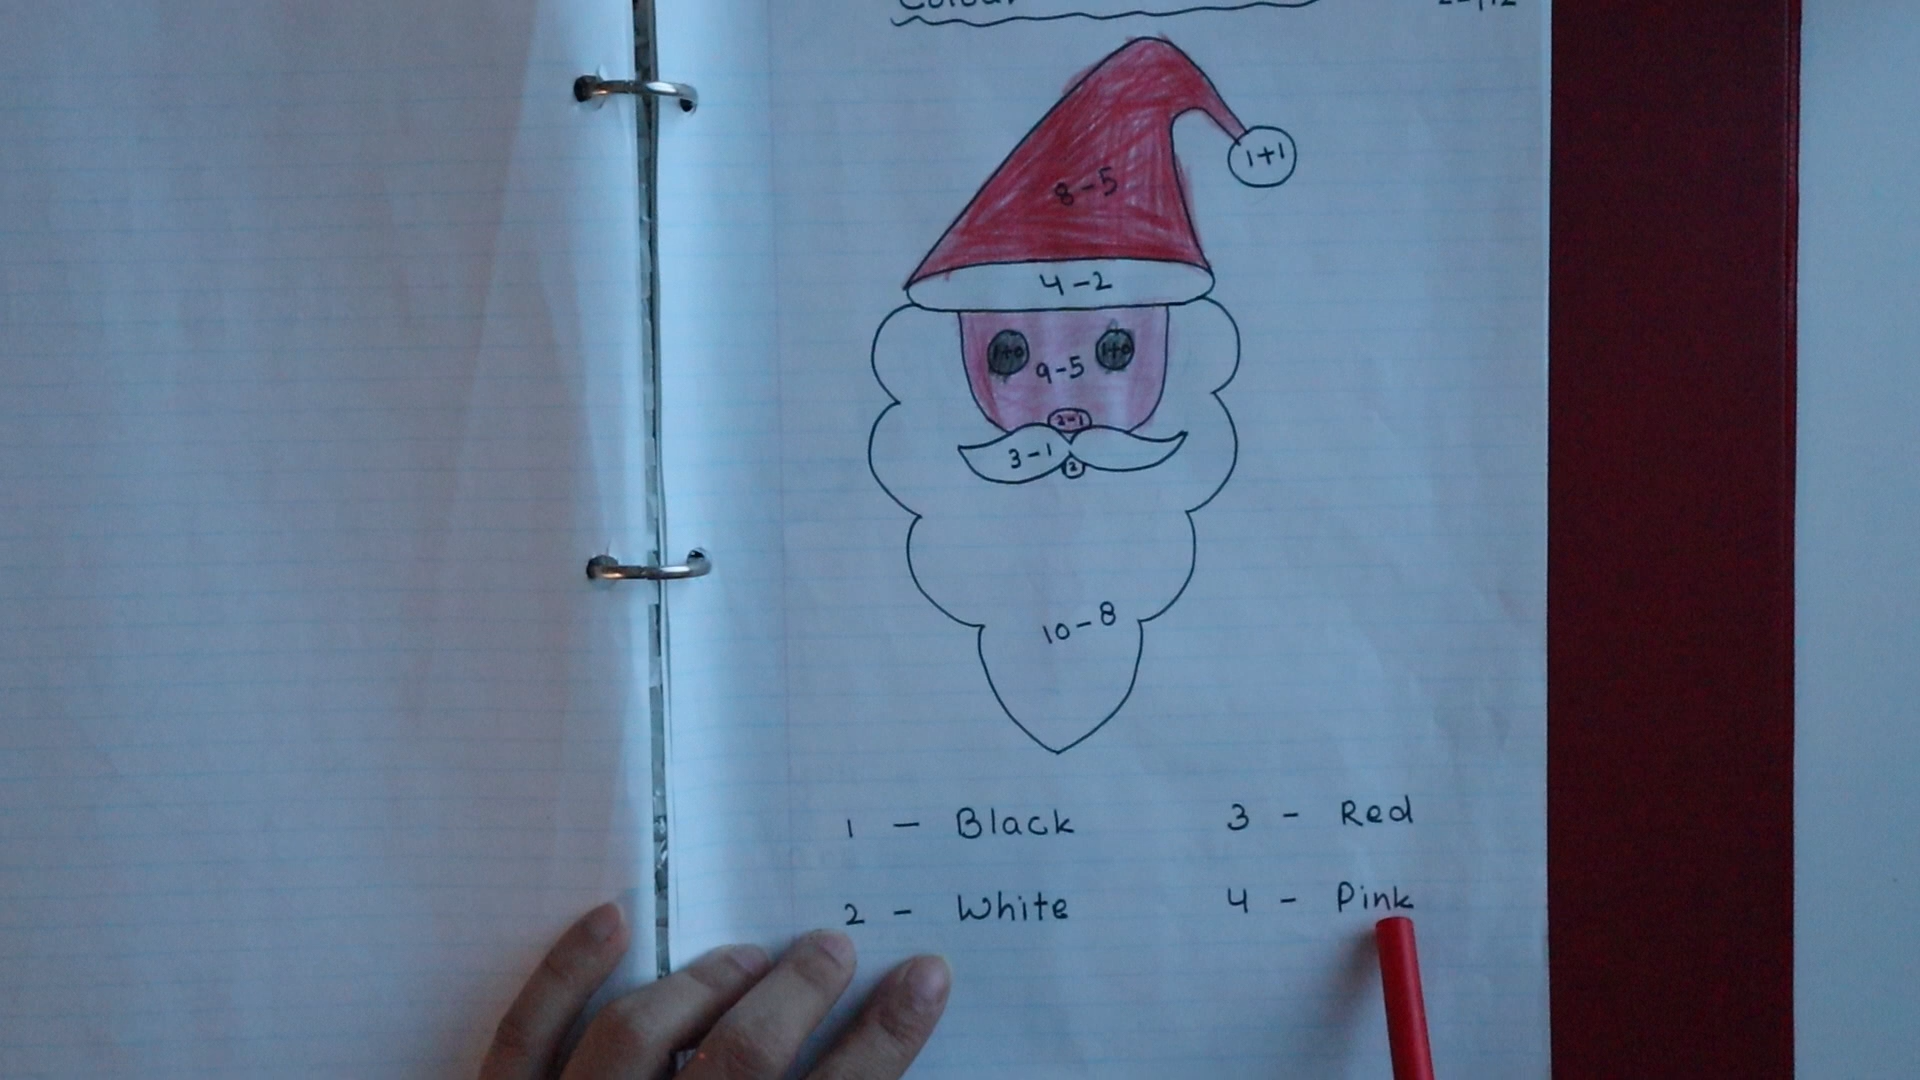 Colour
1+1
8-5
4-2
1+0
1+0
9-5
2-1
3-1
2
10-8
1 - Black
3 - Red
2 - White
4 - Pink